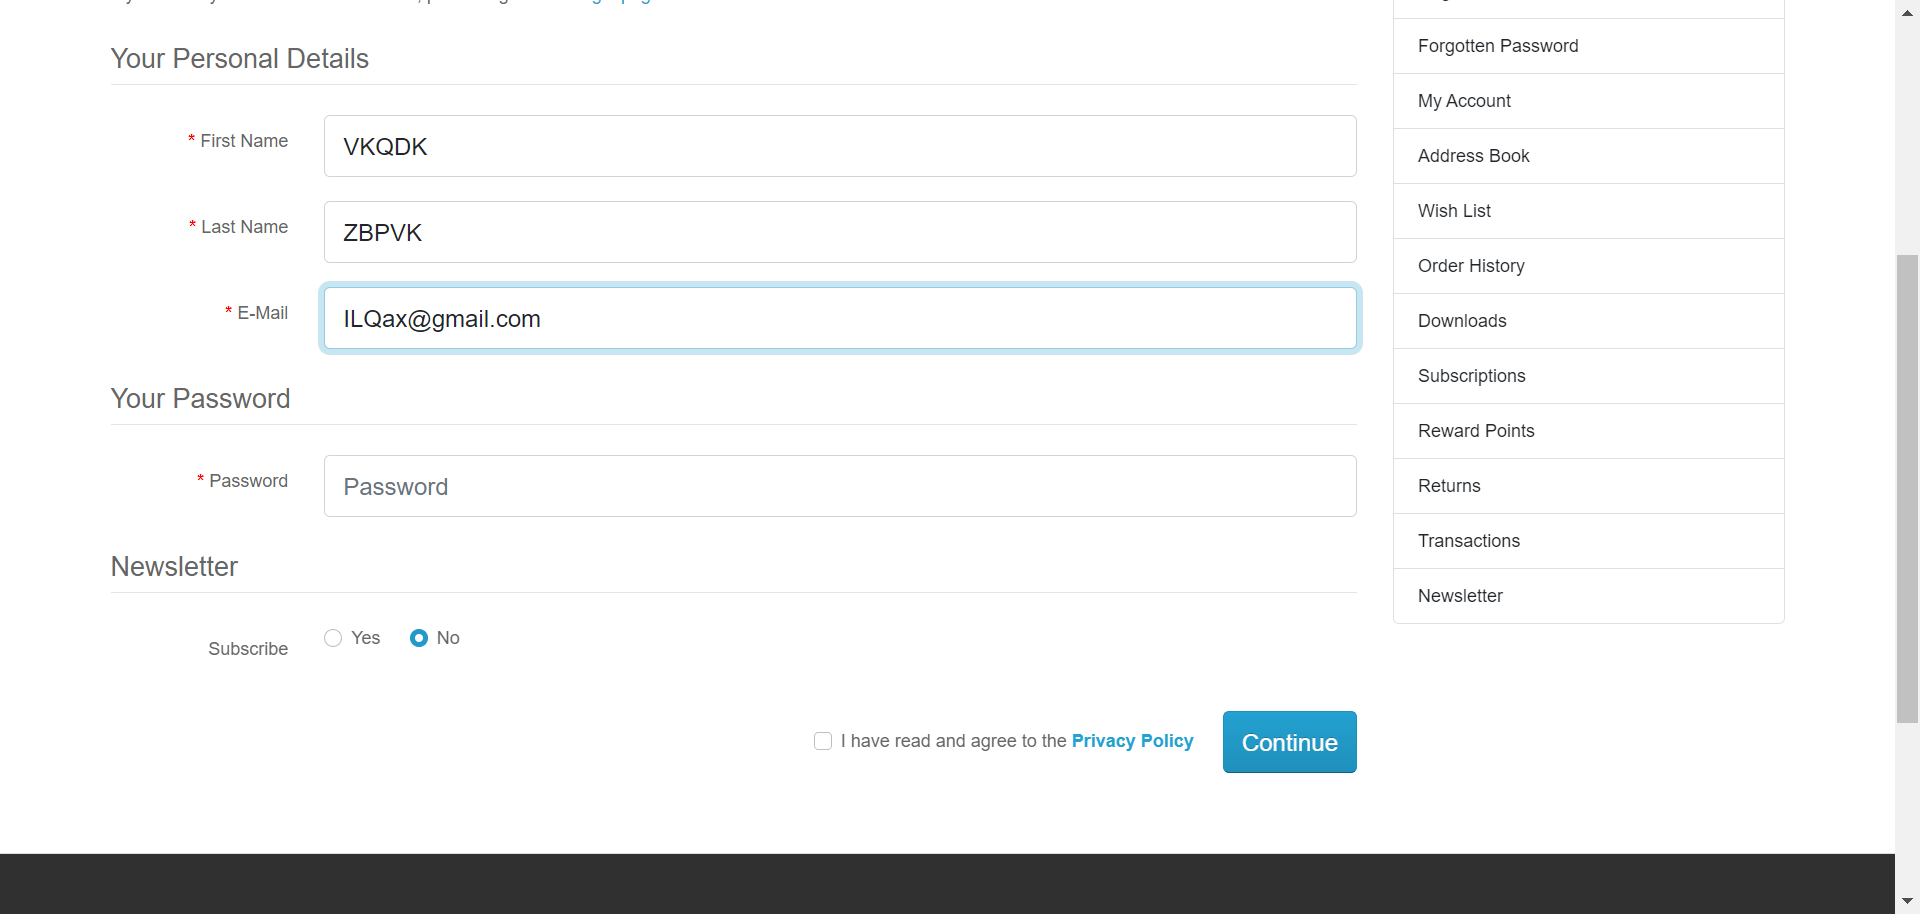 Your Personal Details
* First Name
VKQDK
* Last Name
ZBPVK
* E-Mail
ILQax@gmail.com
Your Password
* Password
Password
Newsletter
Subscribe
Yes
No
I have read and agree to the Privacy Policy
Continue
Forgotten Password
My Account
Address Book
Wish List
Order History
Downloads
Subscriptions
Reward Points
Returns
Transactions
Newsletter